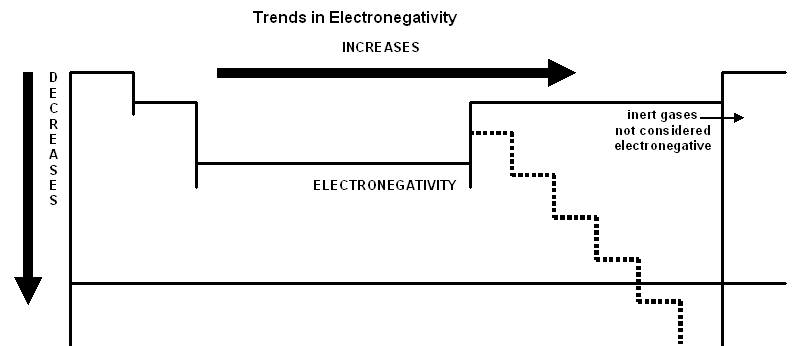 Trends in Electronegativity
INCREASES
DECREASES
inert gases
not considered
electronegative
ELECTRONEGATIVITY